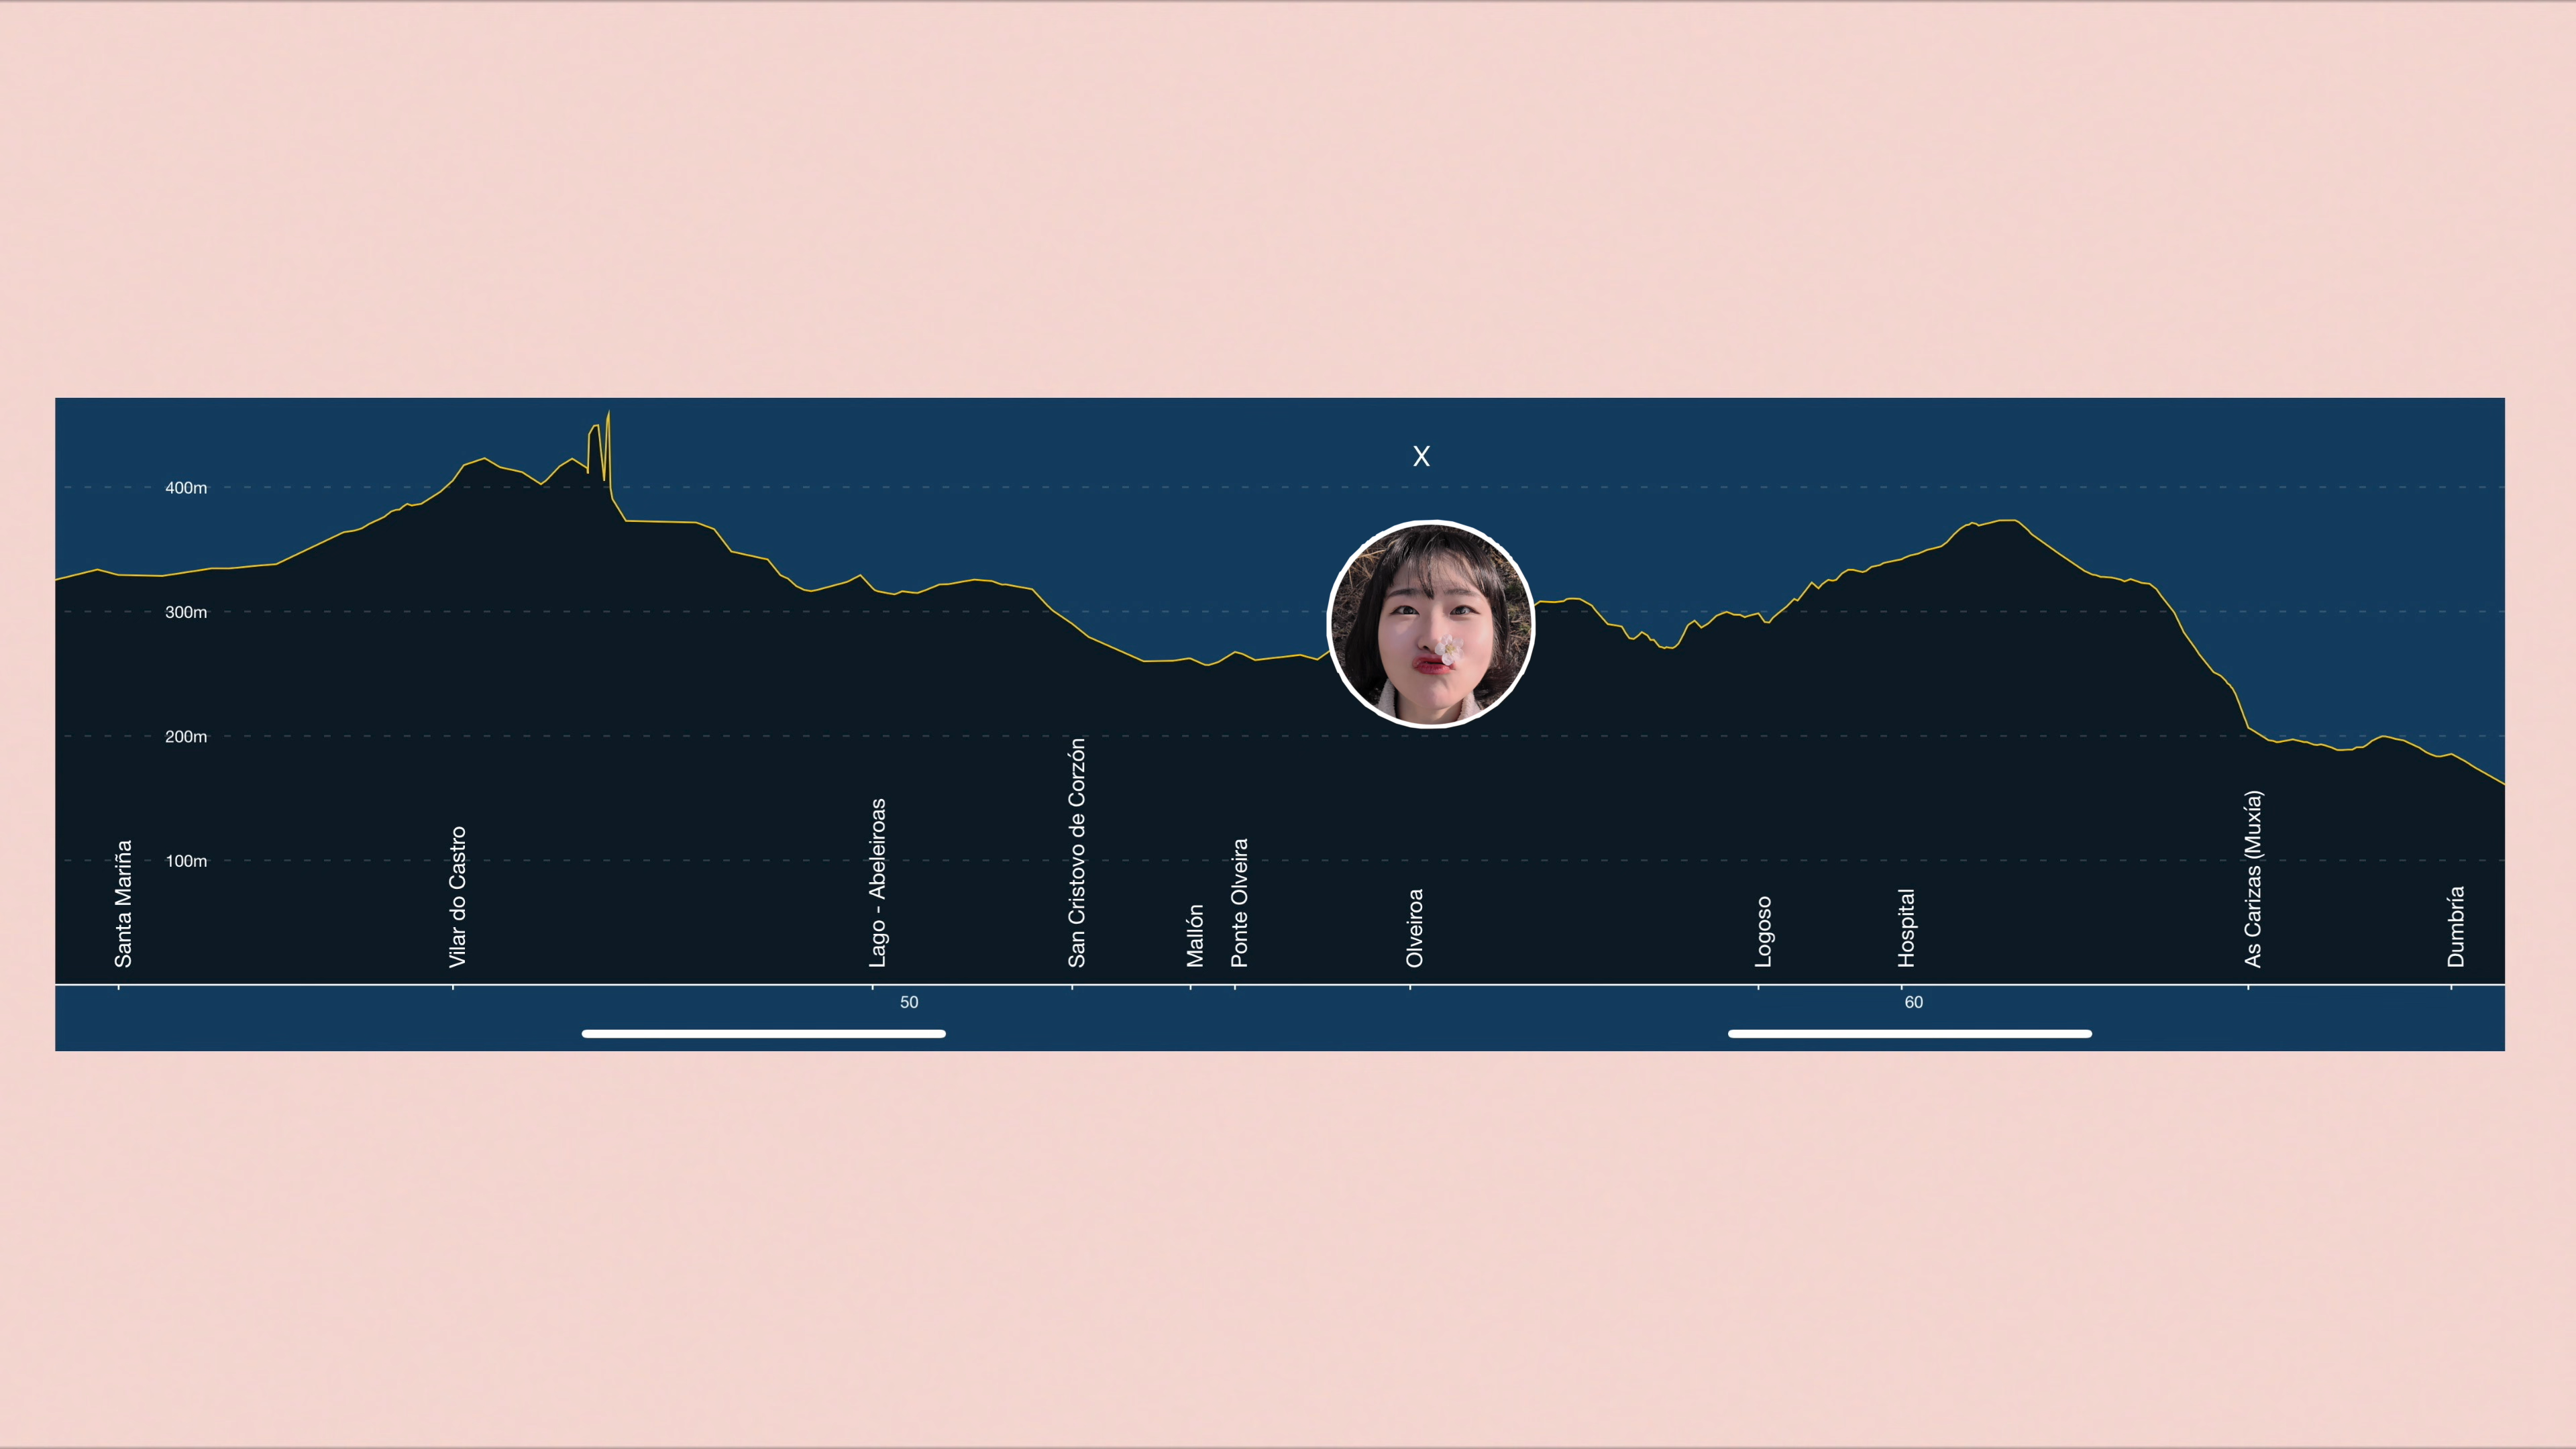 X
400m
300m
200m
100m
Santa Mariña
Vilar do Castro
Lago - Abeleiroas
San Cristovo de Corzón
Mallón
Ponte Olveira
Olveiroa
Logoso
Hospital
As Carizas (Muxía)
Dumbría
50
60